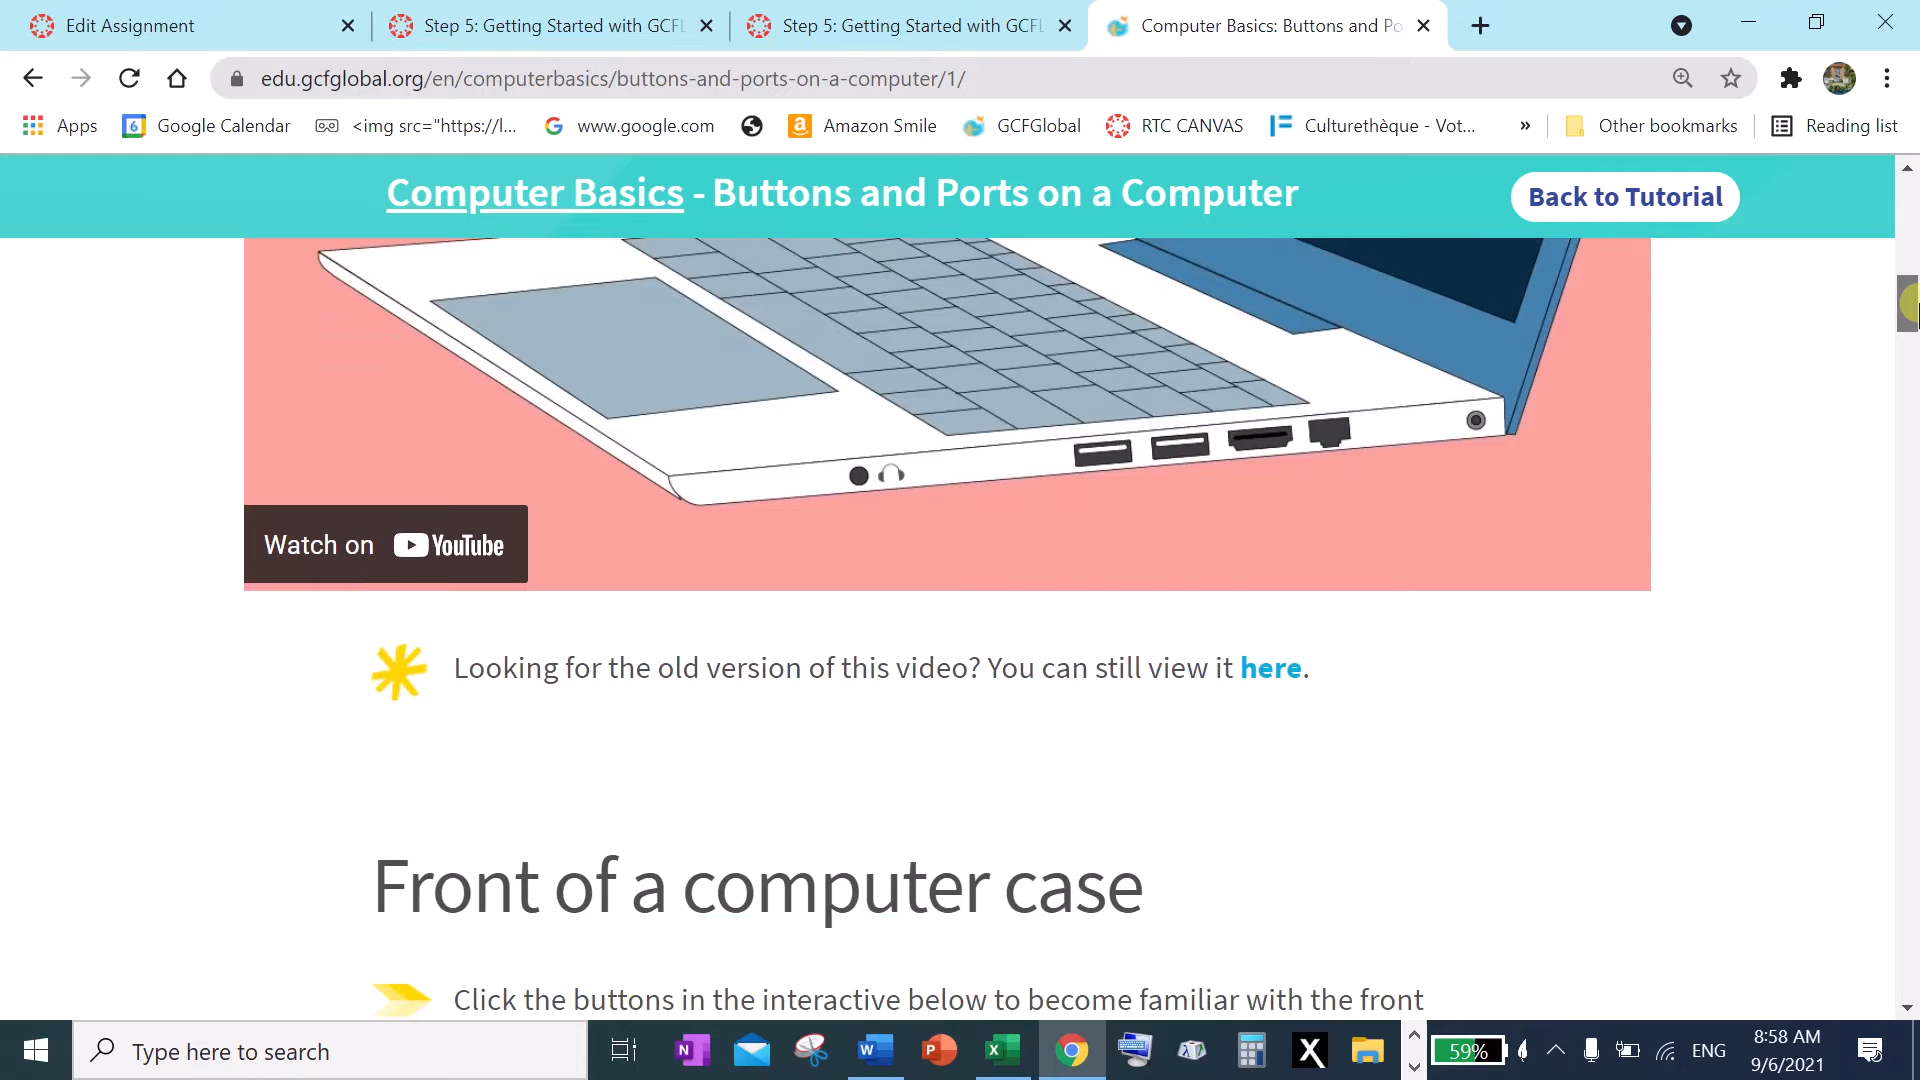 Edit Assignment
Step 5: Getting Started with GCFL
Step 5: Getting Started with GCFL
Computer Basics: Buttons and Po
edu.gcfglobal.org/en/computerbasics/buttons-and-ports-on-a-computer/1/
Apps
6
Google Calendar
<img src="https://l...
www.google.com
Amazon Smile
GCFGlobal
RTC CANVAS
Culturethèque - Vot...
»
Other bookmarks
Reading list
Computer Basics - Buttons and Ports on a Computer
Back to Tutorial
Watch on YouTube
Looking for the old version of this video? You can still view it here.
Front of a computer case
Click the buttons in the interactive below to become familiar with the front
Type here to search
59%
ENG
8:58 AM
9/6/2021